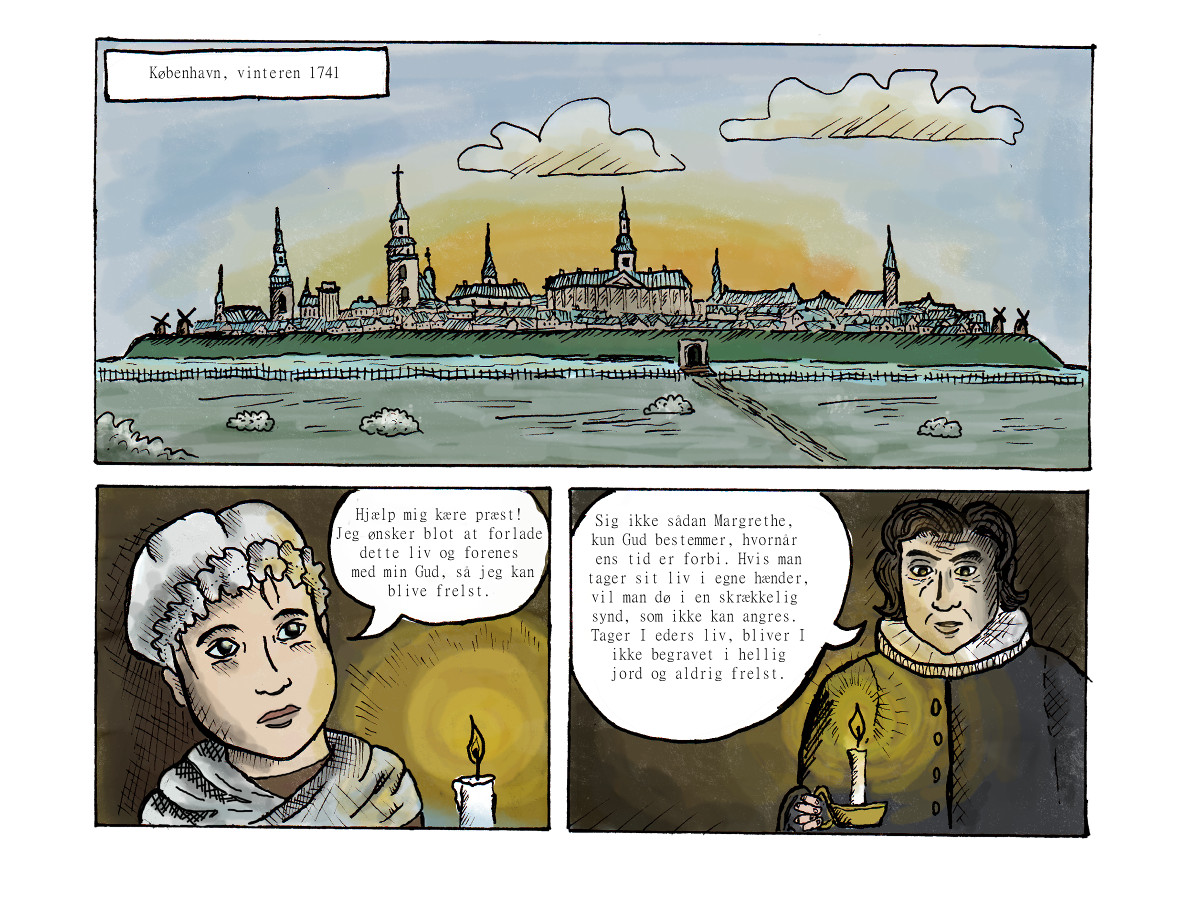 København, vinteren 1741
Hjælp mig kære præst!
Jeg ønsker blot at forlade
dette liv og forenes
med min Gud, så jeg kan
blive frelst.
Sig ikke sådan Margrethe,
kun Gud bestemmer, hvornår
ens tid er forbi. Hvis man
tager sit liv i egne hænder,
vil man dø i en skrækkelig
synd, som ikke kan angres.
Tager I eders liv, bliver I
ikke begravet i hellig
jord og aldrig frelst.